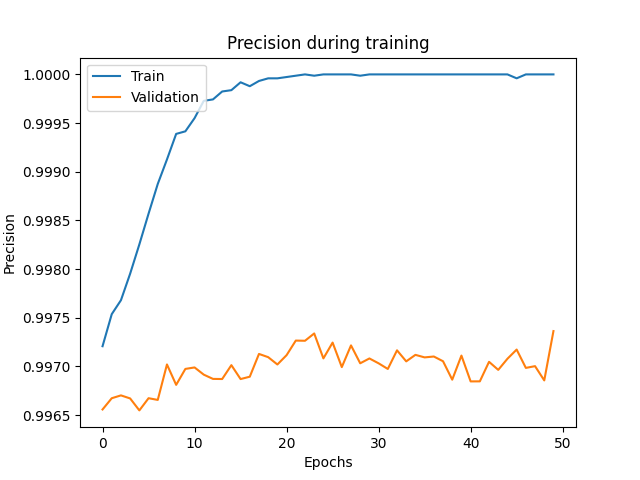 Precision during training
Train
Validation
1.0000
0.9995
0.9990
0.9985
0.9980
0.9975
0.9970
0.9965
Precision
0 10 20 30 40 50
Epochs